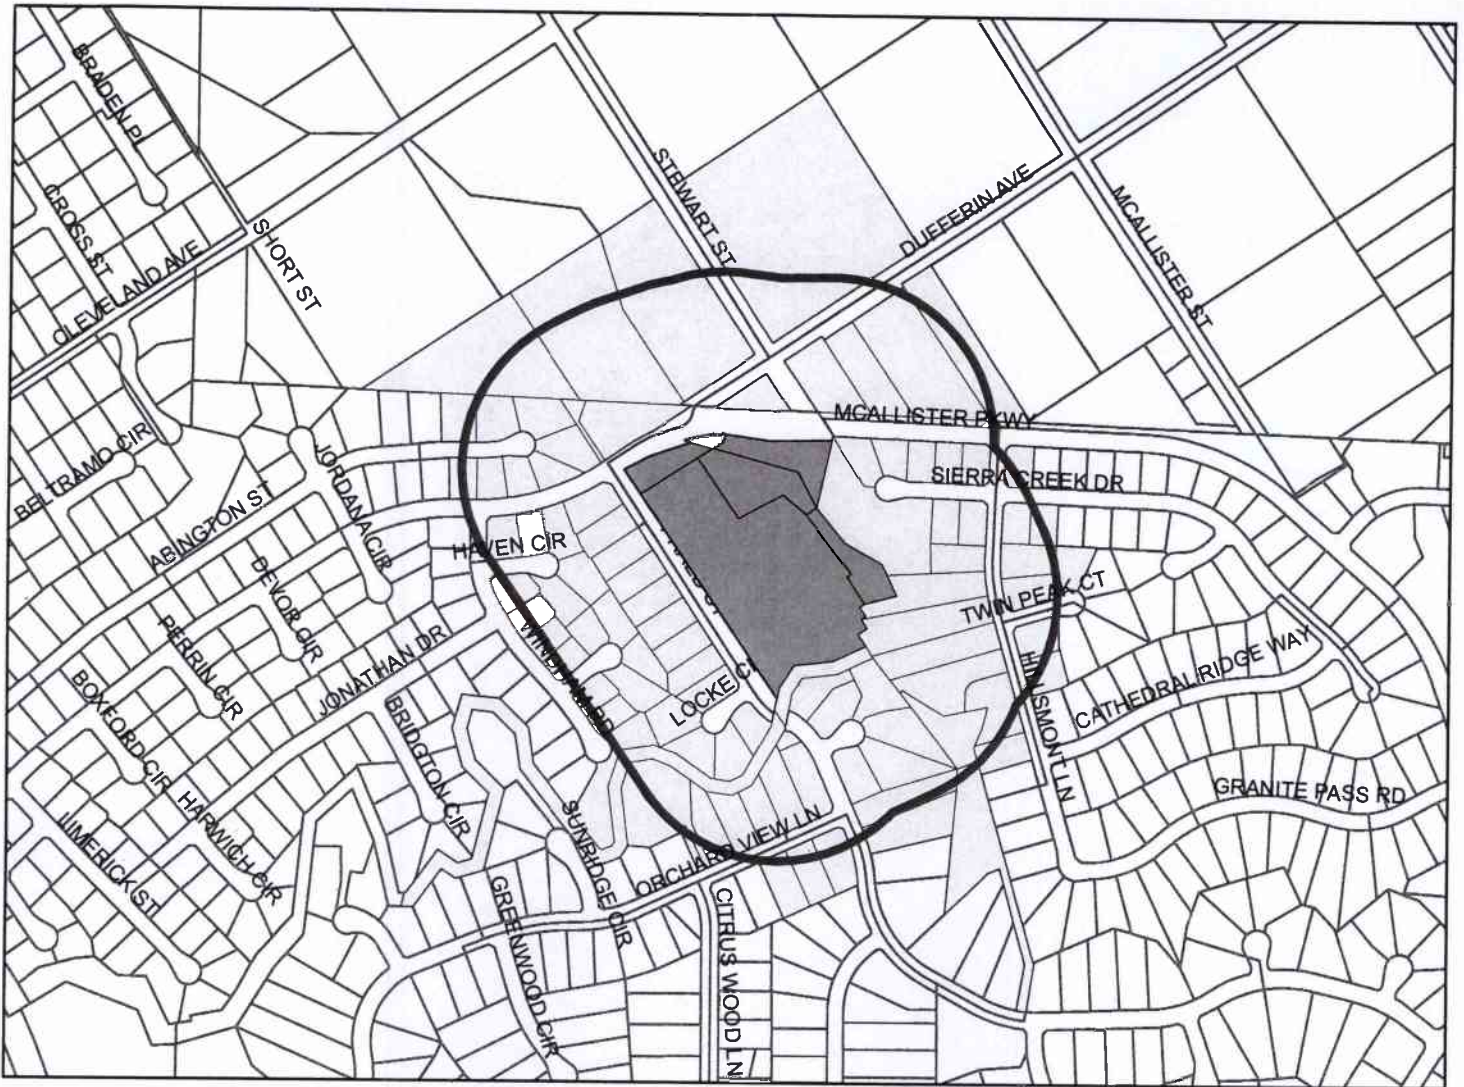 BRADEN PL
CROSS ST
CLEVELAND AVE
SHORT ST
STEWART ST
DUFFERIN AVE
MCALLISTER ST
MCALLISTER PKWY
SIERRA CREEK DR
BELTRAMO CIR
ABINGTON ST
JORDANA CIR
HAVEN CIR
DEVOR CIR
PERRIN CIR
JONATHAN DR
BOXFORD CIR
BRIDGTON CIR
WINDHAM RD
LOCKE
TWIN PEAK CT
CATHEDRAL RIDGE WAY
LN
GRANITE PASS RD
HARWICH CIR
LIMERICK ST
SUNRIDGE CIR
ORCHARD VIEW LN
GREENWOOD CIR
CITRUS WOOD LN